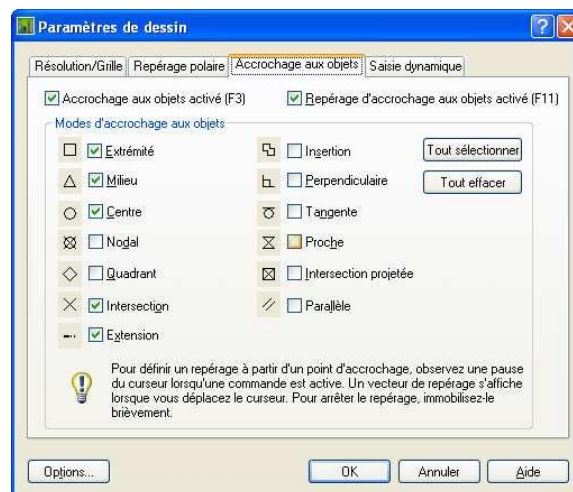 Paramètres de dessin
Résolution/Grille Repérage polaire Accrochage aux objets Saisie dynamique
Accrochage aux objets activé (F3) Repérage d'accrochage aux objets activé (F11)
Modes d'accrochage aux objets
Extrémité Insertion Tout sélectionner
Milieu Perpendiculaire Tout effacer
Centre Tangente
Nodal Proche
Quadrant Intersection projetée
Intersection Parallèle
Extension
Pour définir un repérage à partir d'un point d'accrochage, observez une pause
du curseur lorsqu'une commande est active. Un vecteur de repérage s'affiche
lorsque vous déplacez le curseur. Pour arrêter le repérage, immobilisez-le
brièvement.
Options... OK Annuler Aide